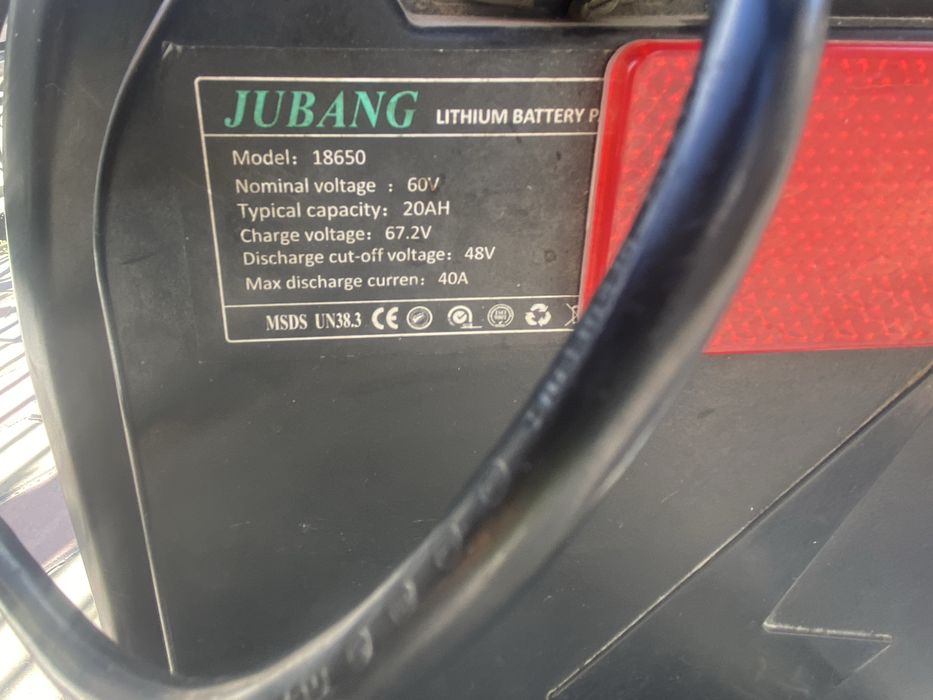 JUBANG LITHIUM BATTERY P
Model: 18650
Nominal voltage : 60V
Typical capacity: 20AH
Charge voltage: 67.2V
Discharge cut-off voltage: 48V
Max discharge curren: 40A
MSDS UN38.3 CE